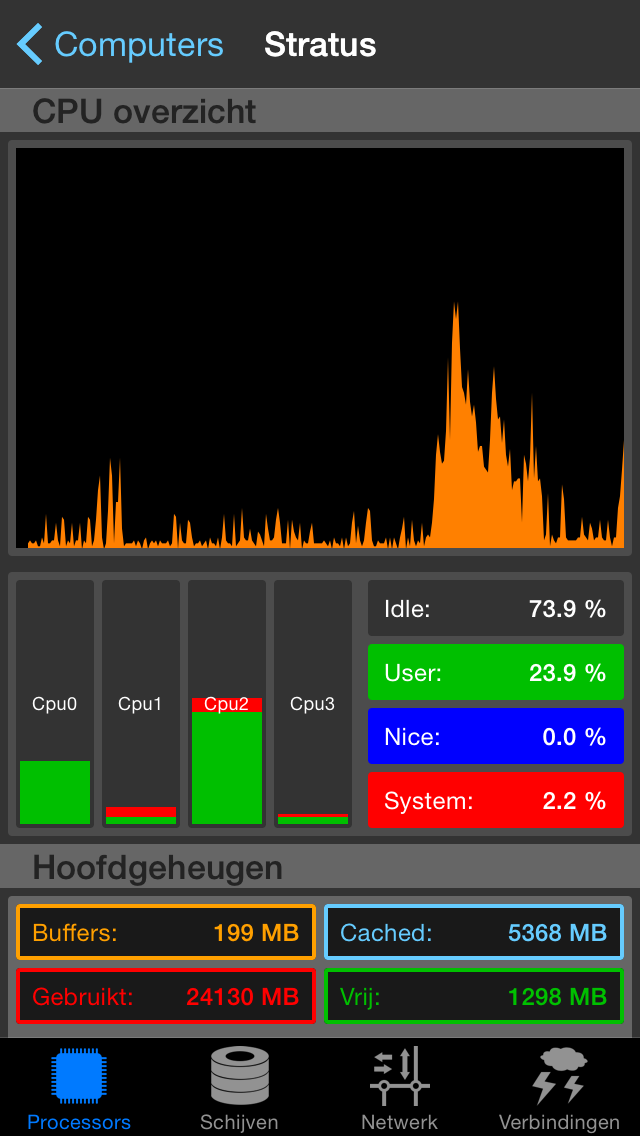 Computers Stratus
CPU overzicht
Cpu0 Cpu1 Cpu2 Cpu3
Idle: 73.9 %
User: 23.9 %
Nice: 0.0 %
System: 2.2 %
Hoofdgeheugen
Buffers: 199 MB Cached: 5368 MB
Gebruikt: 24130 MB Vrij: 1298 MB
Processors Schijven Netwerk Verbindingen